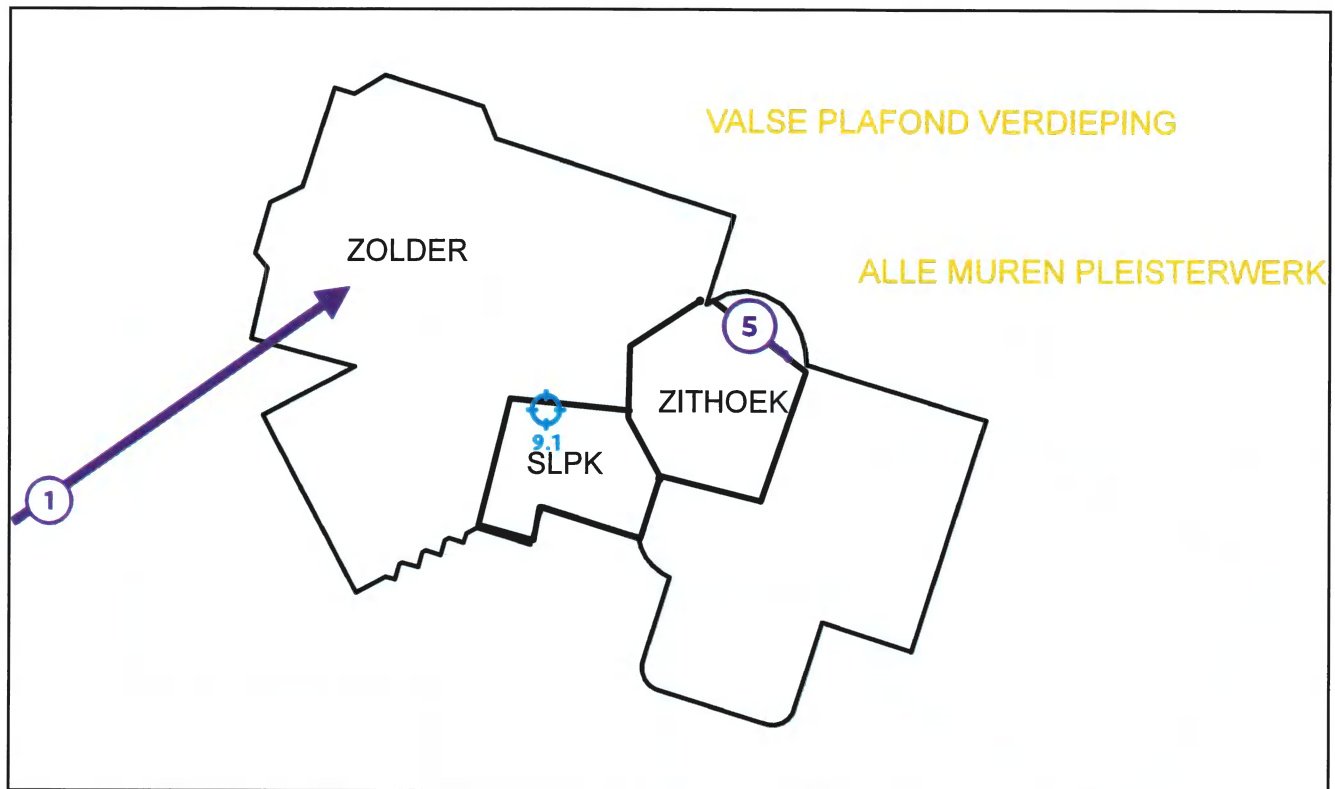 VALSE PLAFOND VERDIEPING
ZOLDER
ALLE MUREN PLEISTERWERK
5
ZITHOEK
9.1
SLPK
1